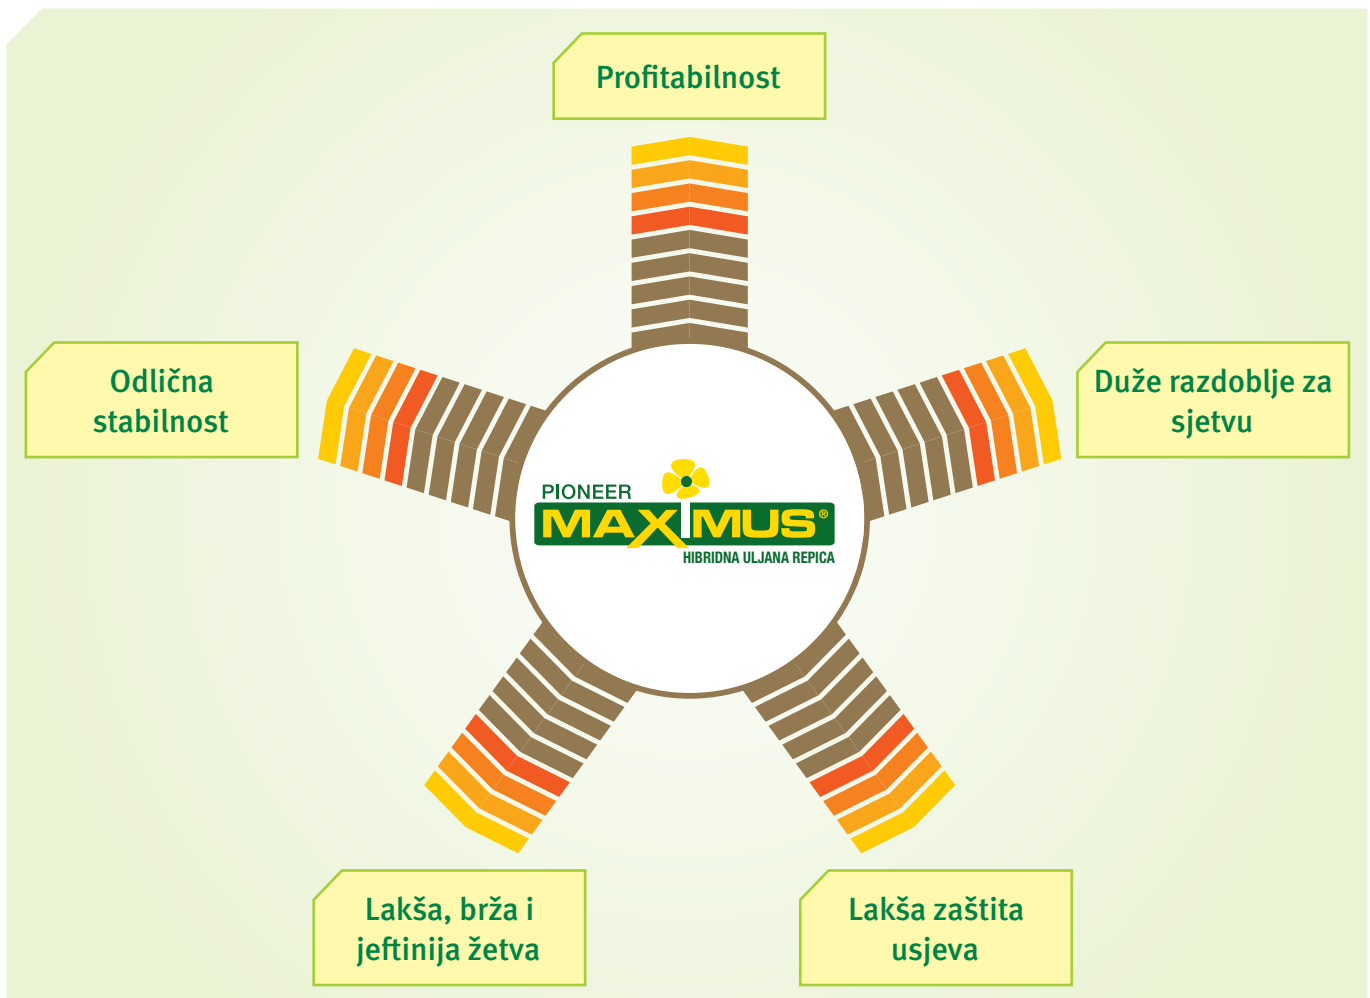 Profitabilnost
Odlična
stabilnost
Duže razdoblje za
sjetvu
PIONEER
MAXIMUS®
HIBRIDNA ULJANA REPICA
Lakša, brža i
jeftinija žetva
Lakša zaštita
usjeva